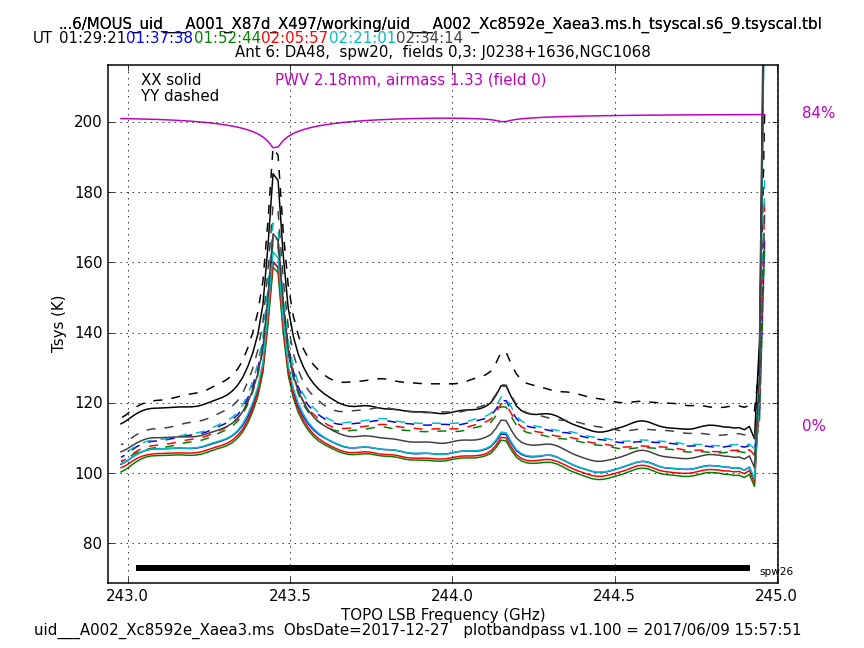 ...6/MOUS_uid___A001_X87d_X497/working/uid___A002_Xc8592e_Xaea3.ms.h_tsyscal.s6_9.tsyscal.tbl
UT 01:29:21 01:37:38 01:52:44 02:05:57 02:21:01 02:34:14
Ant 6: DA48,  spw20,  fields 0,3: J0238+1636,NGC1068
XX solid
PWV 2.18mm, airmass 1.33 (field 0)
YY dashed
84%
200
180
160
140
120
100
80
Tsys (K)
0%
spw26
243.0 243.5 244.0 244.5 245.0
TOPO LSB Frequency (GHz)
uid___A002_Xc8592e_Xaea3.ms  ObsDate=2017-12-27   plotbandpass v1.100 = 2017/06/09 15:57:51